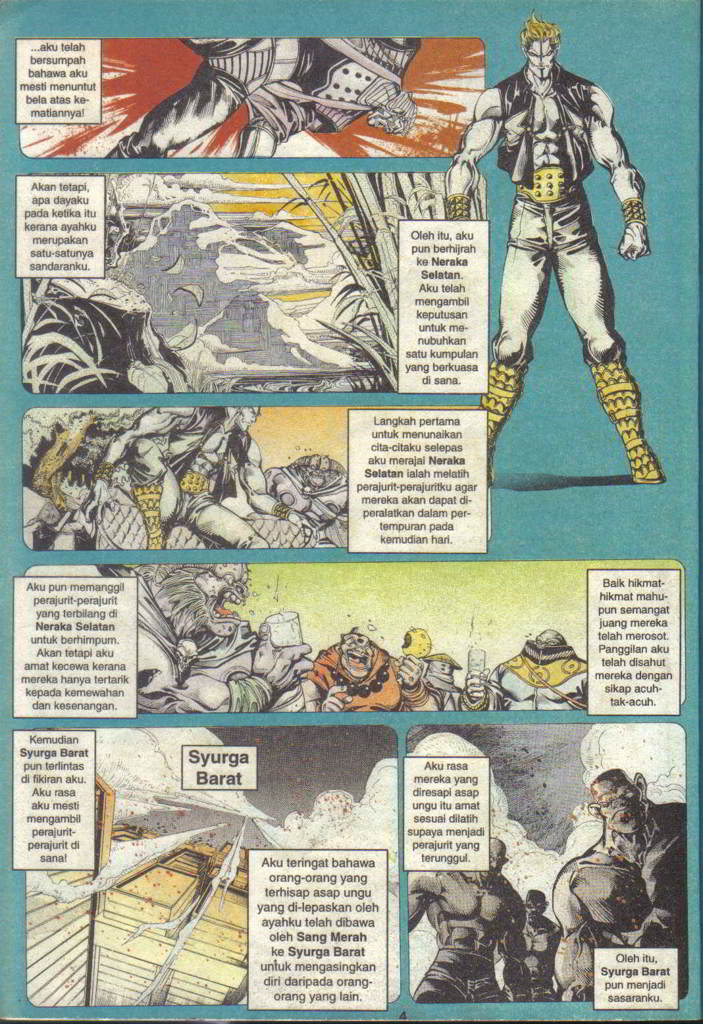 ...aku telah
bersumpah
bahawa aku
mesti menuntut
bela atas ke-
matiannya!
Akan tetapi,
apa dayaku
pada ketika itu
kerana ayahku
merupakan
satu-satunya
sandaranku.
Oleh itu, aku
pun berhijrah
ke Neraka
Selatan.
Aku telah
mengambil
keputusan
untuk me-
nubuhkan
satu kumpulan
yang berkuasa
di sana.
Langkah pertama
untuk menunaikan
cita-citaku selepas
aku merajai Neraka
Selatan ialah melatih
perajurit-perajuritku agar
mereka akan dapat di-
peralatkan dalam per-
tempuran pada
kemudian hari.
Aku pun memanggil
perajurit-perajurit
yang terbilang di
Neraka Selatan
untuk berhimpum.
Akan tetapi aku
amat kecewa kerana
mereka hanya tertarik
kepada kemewahan
dan kesenangan.
Baik hikmat-
hikmat mahu-
pun semangat
juang mereka
telah merosot.
Panggilan aku
telah disahut
mereka dengan
sikap acuh-
tak-acuh.
Kemudian
Syurga Barat
pun terlintas
di fikiran aku.
Aku rasa
aku mesti
mengambil
perajurit-
perajurit di
sana!
Syurga
Barat
Aku teringat bahawa
orang-orang yang
terhisap asap ungu
yang di-lepaskan oleh
ayahku telah dibawa
oleh Sang Merah
ke Syurga Barat
untuk mengasingkan
diri daripada orang-
orang yang lain.
Aku rasa
mereka yang
diresapi asap
ungu itu amat
sesuai dilatih
supaya menjadi
perajurit yang
terunggul.
Oleh itu,
Syurga Barat
pun menjadi
sasaranku.
4